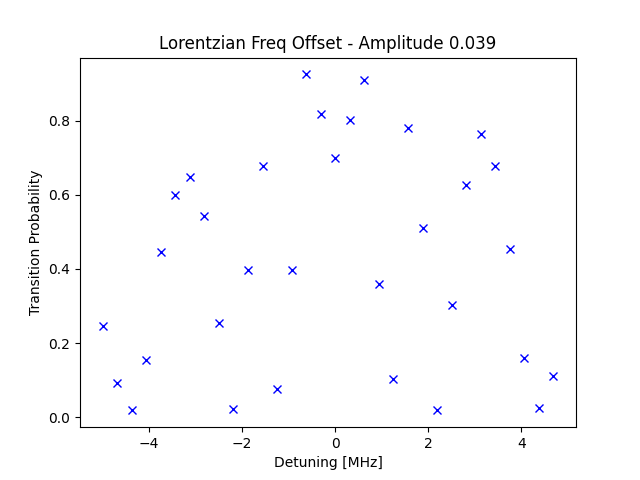 Lorentzian Freq Offset - Amplitude 0.039
Transition Probability
0.8
0.6
0.4
0.2
0.0
−4 −2 0 2 4
Detuning [MHz]